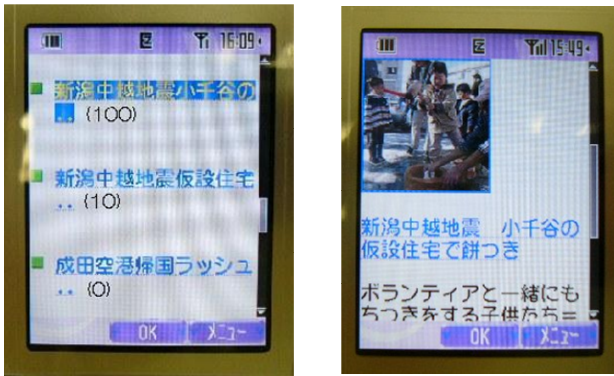 16:09
新潟中越地震小千谷の
.. (100)
新潟中越地震仮設住宅
.. (10)
成田空港帰国ラッシュ
.. (0)
OK メニュー
15:49
新潟中越地震 小千谷の
仮設住宅で餅つき
ボランティアと一緒にも
ちつきをする子供たち=
OK メニュー